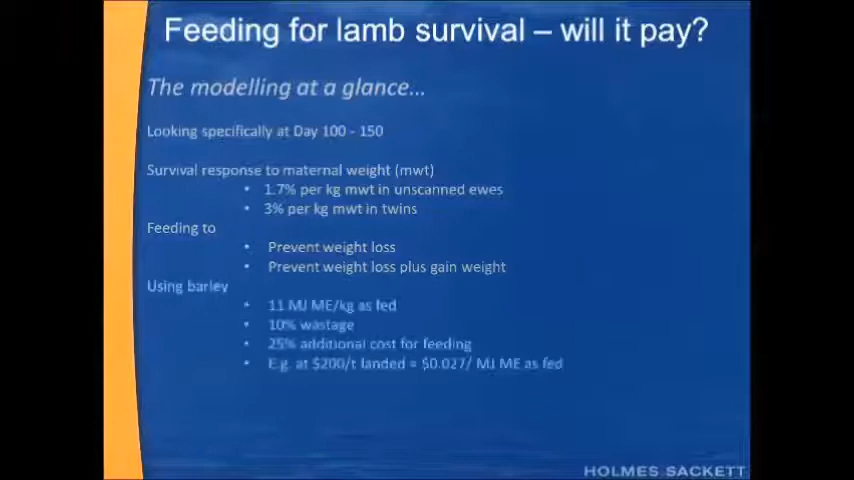 Feeding for lamb survival – will it pay?
The modelling at a glance...
Looking specifically at Day 100 - 150
Survival response to maternal weight (mwt)
• 1.7% per kg mwt in unscanned ewes
• 3% per kg mwt in twins
Feeding to
• Prevent weight loss
• Prevent weight loss plus gain weight
Using barley
• 11 MJ ME/kg as fed
• 10% wastage
• 25% additional cost for feeding
• E.g. at $200/t landed = $0.027/ MJ ME as fed
HOLMES SACKETT